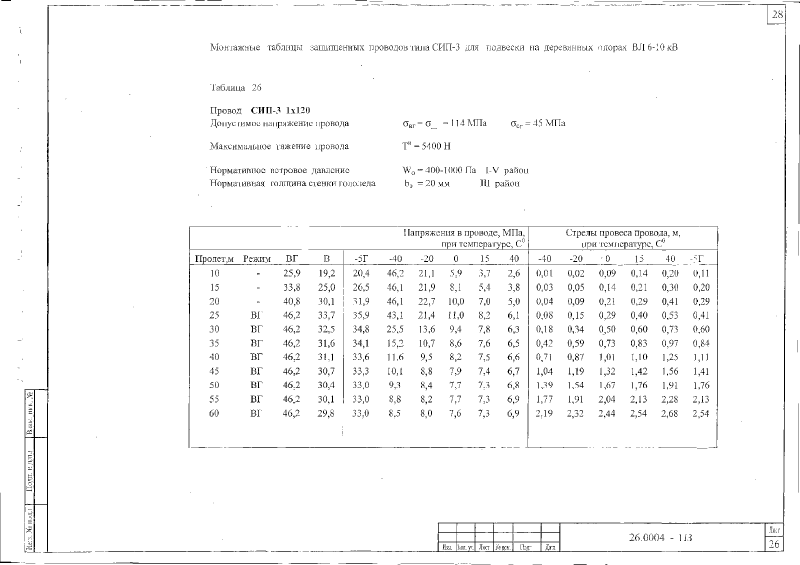 28
Монтажные таблицы защищенных проводов типа СИП-3 для подвески на деревянных опорах ВЛ 6-10 кВ
Таблица 26
Провод СИП-3 1х120
Допустимое напряжение провода σвг = σ_ = 114 МПа σсг = 45 МПа
Максимальное тяжение провода Тⁿ = 5400 Н
Нормативное ветровое давление W₀ = 400-1000 Па I-V район
Нормативная толщина стенки гололеда bэ = 20 мм III район
Напряжения в проводе, МПа, Стрелы провеса провода, м,
при температуре, С⁰ при температуре, С⁰
Пролет,м Режим ВГ В -5Г -40 -20 0 15 40 -40 -20 0 15 40 -5Г
10 - 25,9 19,2 20,4 46,2 21,1 5,9 3,7 2,6 0,01 0,02 0,09 0,14 0,20 0,11
15 - 33,8 25,0 26,5 46,1 21,9 8,1 5,4 3,8 0,03 0,05 0,14 0,21 0,30 0,20
20 - 40,8 30,1 31,9 46,1 22,7 10,0 7,0 5,0 0,04 0,09 0,21 0,29 0,41 0,29
25 ВГ 46,2 33,7 35,9 43,1 21,4 11,0 8,2 6,1 0,08 0,15 0,29 0,40 0,53 0,41
30 ВГ 46,2 32,5 34,8 25,5 13,6 9,4 7,8 6,3 0,18 0,34 0,50 0,60 0,73 0,60
35 ВГ 46,2 31,6 34,1 15,2 10,7 8,6 7,6 6,5 0,42 0,59 0,73 0,83 0,97 0,84
40 ВГ 46,2 31,1 33,6 11,6 9,5 8,2 7,5 6,6 0,71 0,87 1,01 1,10 1,25 1,11
45 ВГ 46,2 30,7 33,3 10,1 8,8 7,9 7,4 6,7 1,04 1,19 1,32 1,42 1,56 1,41
50 ВГ 46,2 30,4 33,0 9,3 8,4 7,7 7,3 6,8 1,39 1,54 1,67 1,76 1,91 1,76
55 ВГ 46,2 30,1 33,0 8,8 8,2 7,7 7,3 6,9 1,77 1,91 2,04 2,13 2,28 2,13
60 ВГ 46,2 29,8 33,0 8,5 8,0 7,6 7,3 6,9 2,19 2,32 2,44 2,54 2,68 2,54
Взам. инв. №
Подп. и дата
Инв. № подл.
Изм. Кол.уч. Лист № док. Подп. Дата
26.0004 - 113
Лист
26